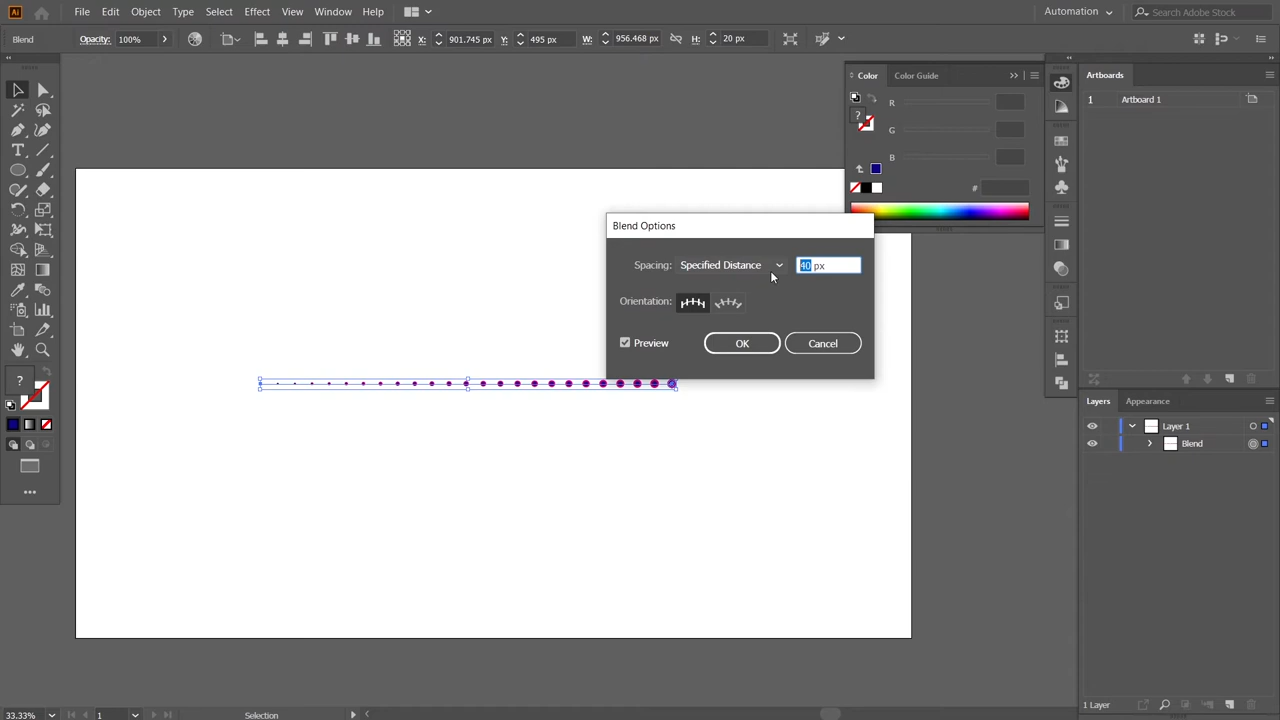 Ai File Edit Object Type Select Effect View Window Help Automation Search Adobe Stock
Blend Opacity: 100% X: 901.745 px Y: 495 px W: 956.468 px H: 20 px
Color Color Guide Artboards
R 1 Artboard 1
G
B
#
Blend Options
Spacing: Specified Distance 40 px
Orientation:
Preview OK Cancel
?
Layers Appearance
Layer 1
Blend
1 Layer
33.33% 1 Selection